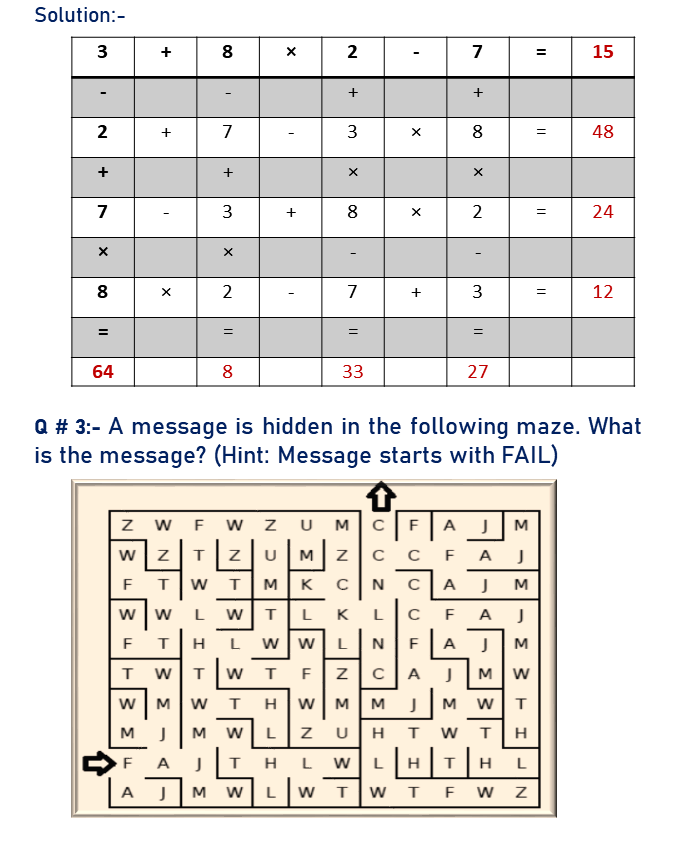 Solution:-
3 + 8 × 2 - 7 = 15
- - + +
2 + 7 - 3 × 8 = 48
+ + × ×
7 - 3 + 8 × 2 = 24
× × - -
8 × 2 - 7 + 3 = 12
= = = =
64 8 33 27
Q # 3:- A message is hidden in the following maze. What
is the message? (Hint: Message starts with FAIL)
Z W F W Z U M C F A J M
W Z T Z U M Z C C F A J
F T W T M K C N C A J M
W W L W T L K L C F A J
F T H L W W L N F A J M
T W T W T F Z C A J M W
W M W T H W M M J M W T
M J M W L Z U H T W T H
F A J T H L W L H T H L
A J M W L W T W T F W Z